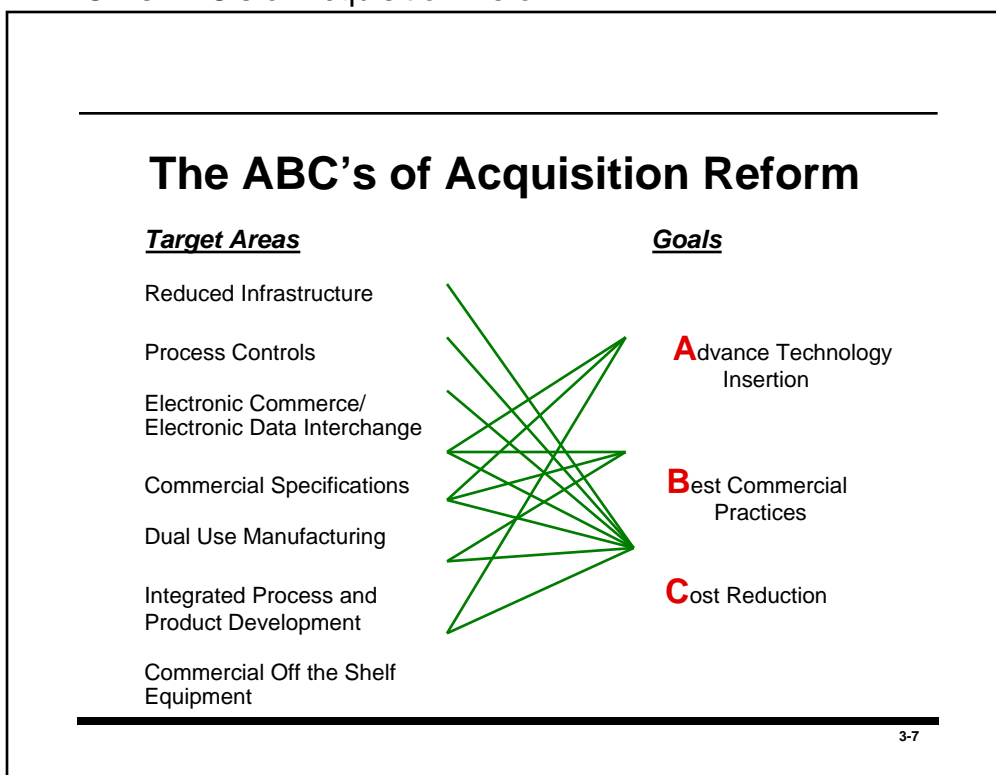 The ABC’s of Acquisition Reform
Target Areas
Goals
Reduced Infrastructure
Process Controls
Advance Technology
Insertion
Electronic Commerce/
Electronic Data Interchange
Commercial Specifications
Best Commercial
Practices
Dual Use Manufacturing
Integrated Process and
Product Development
Cost Reduction
Commercial Off the Shelf
Equipment
3-7